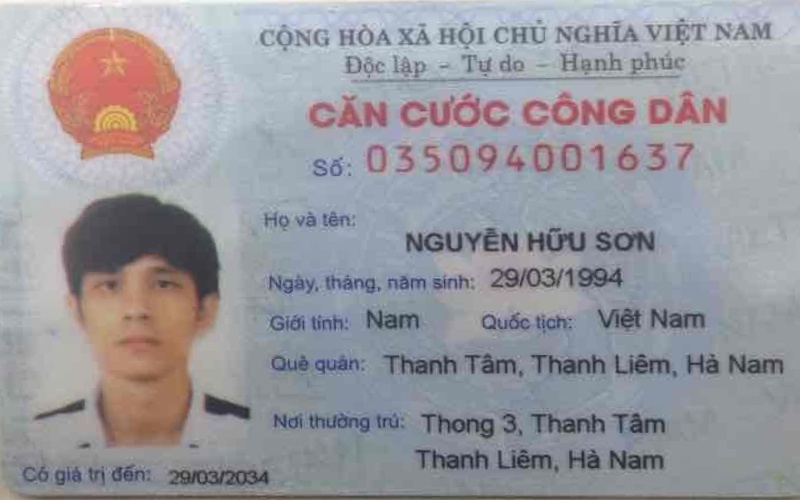 CỘNG HÒA XÃ HỘI CHỦ NGHĨA VIỆT NAM
Độc lập - Tự do - Hạnh phúc
CĂN CƯỚC CÔNG DÂN
Số: 035094001637
Họ và tên:
NGUYỄN HỮU SƠN
Ngày, tháng, năm sinh: 29/03/1994
Giới tính: Nam Quốc tịch: Việt Nam
Quê quán: Thanh Tâm, Thanh Liêm, Hà Nam
Nơi thường trú: Thong 3, Thanh Tâm
Thanh Liêm, Hà Nam
Có giá trị đến: 29/03/2034